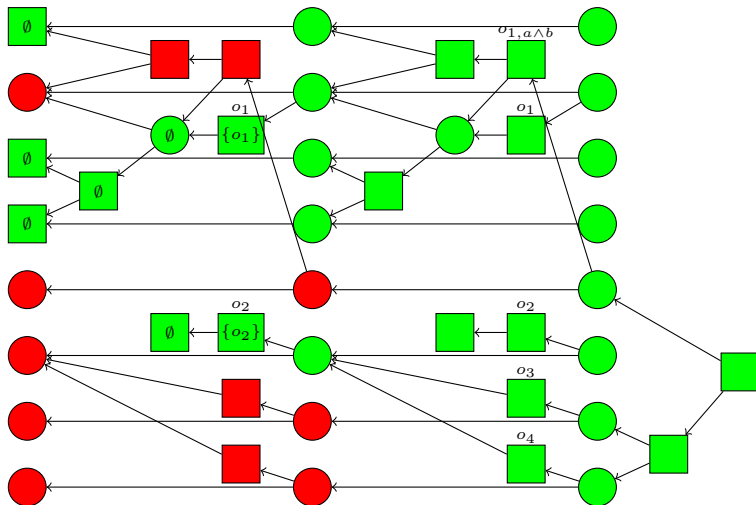 ∅
o₁,ₐ∧b
o₁ o₁
∅ {o₁}
∅
∅
∅
o₂ o₂
∅ {o₂}
o₃
o₄